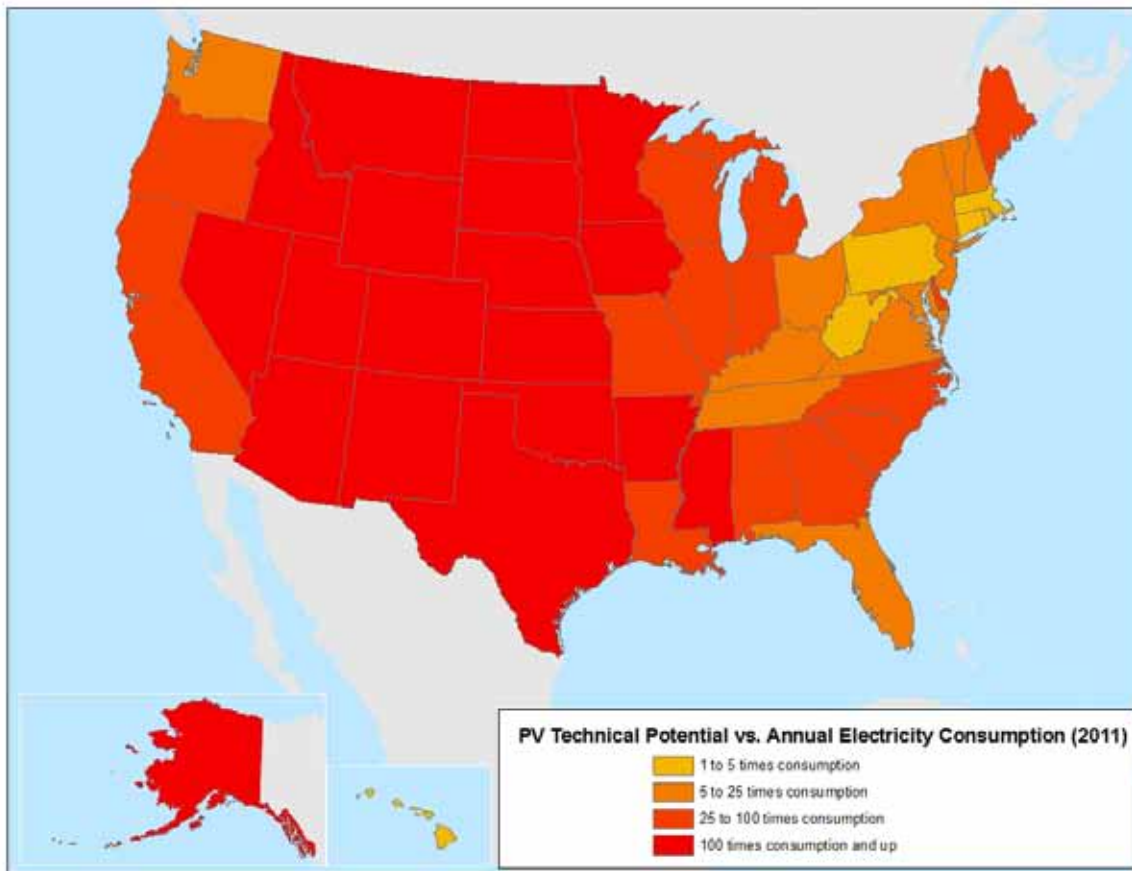 PV Technical Potential vs. Annual Electricity Consumption (2011)
1 to 5 times consumption
5 to 25 times consumption
25 to 100 times consumption
100 times consumption and up